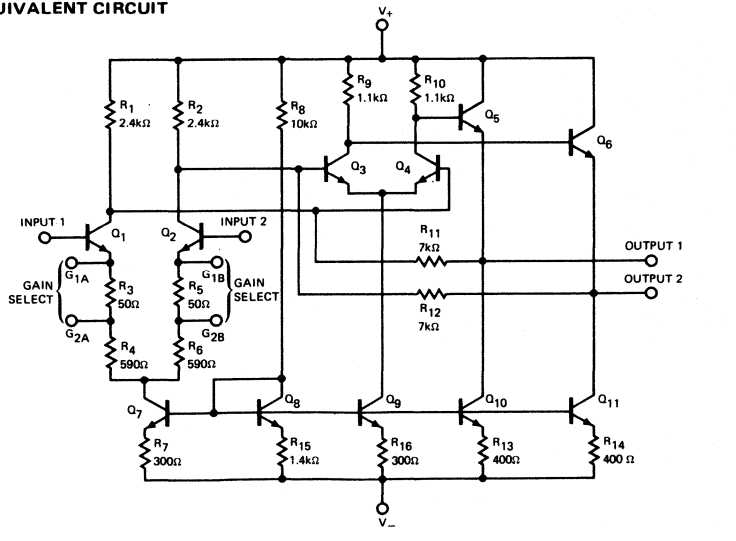 UIVALENT CIRCUIT
V+
R1
2.4kΩ
R2
2.4kΩ
R8
10kΩ
R9
1.1kΩ
R10
1.1kΩ
Q5
Q6
Q3
Q4
INPUT 1
Q1
Q2
INPUT 2
R11
7kΩ
OUTPUT 1
G1A
G1B
GAIN
SELECT
R3
50Ω
R5
50Ω
GAIN
SELECT
OUTPUT 2
G2A
G2B
R12
7kΩ
R4
590Ω
R6
590Ω
Q7
Q8
Q9
Q10
Q11
R7
300Ω
R15
1.4kΩ
R16
300Ω
R13
400Ω
R14
400 Ω
V–